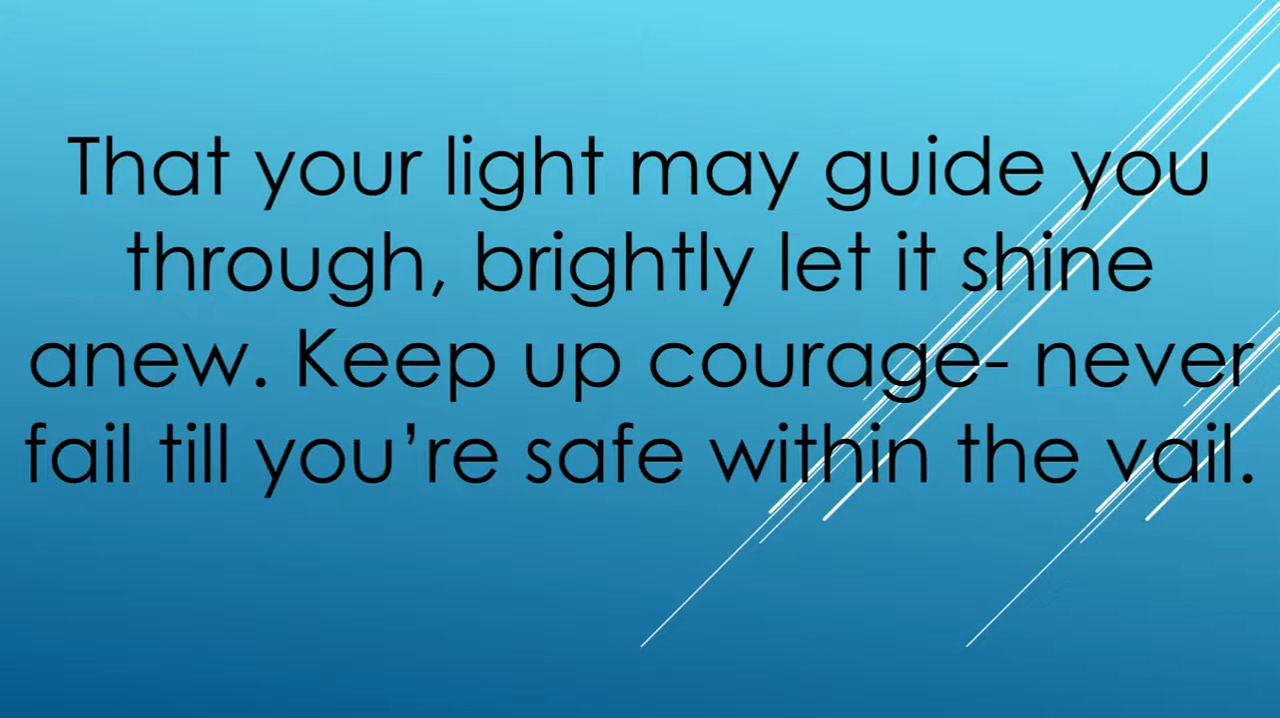 That your light may guide you
through, brightly let it shine
anew. Keep up courage- never
fail till you’re safe within the vail.